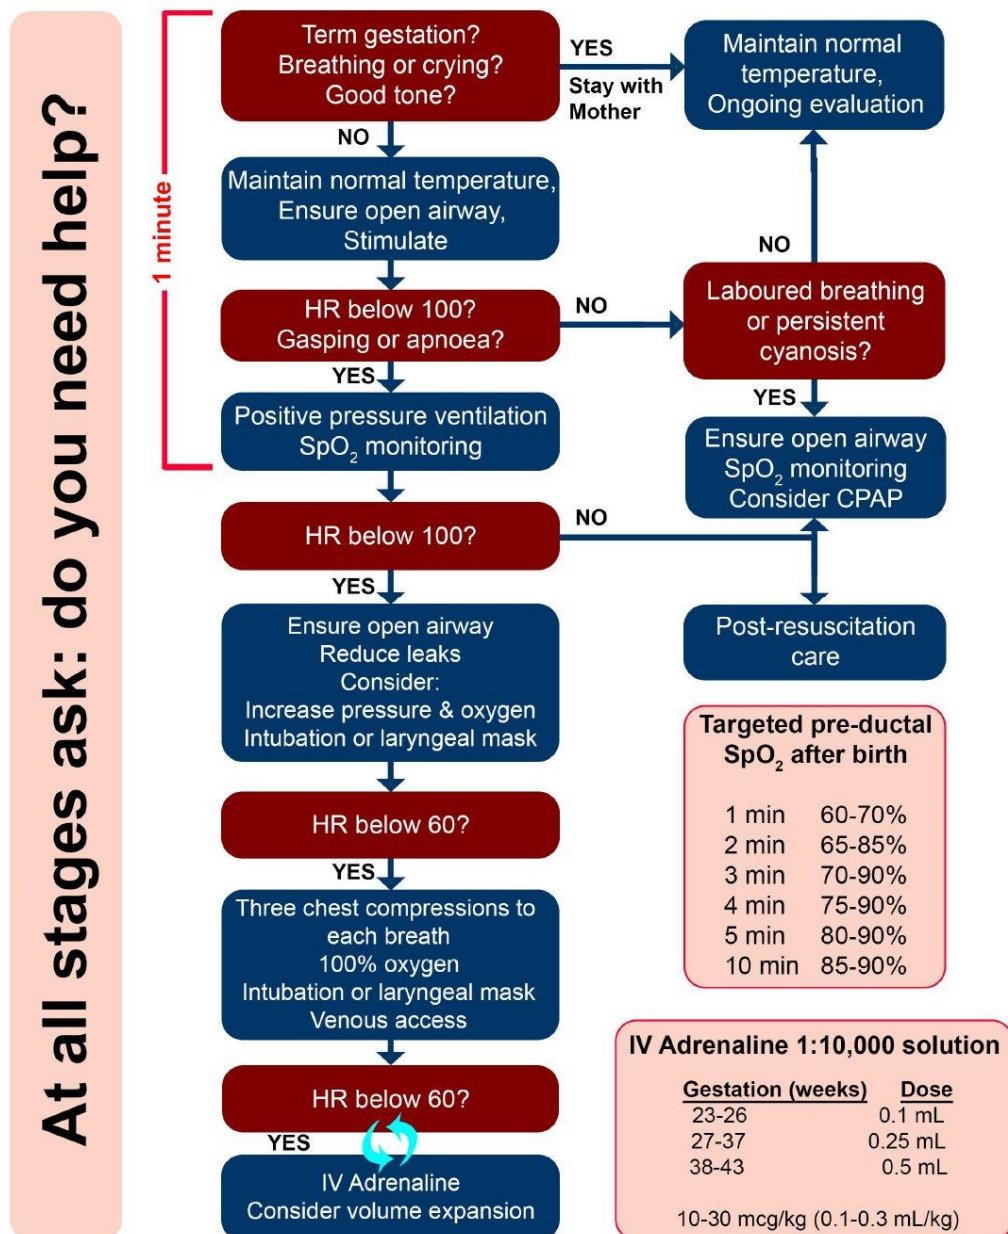 At all stages ask: do you need help?
1 minute
Term gestation?
Breathing or crying?
Good tone?
YES
Stay with
Mother
Maintain normal
temperature,
Ongoing evaluation
NO
Maintain normal temperature,
Ensure open airway,
Stimulate
HR below 100?
Gasping or apnoea?
NO
Laboured breathing
or persistent
cyanosis?
NO
YES
YES
Positive pressure ventilation
SpO₂ monitoring
Ensure open airway
SpO₂ monitoring
Consider CPAP
HR below 100?
NO
YES
Post-resuscitation
care
Ensure open airway
Reduce leaks
Consider:
Increase pressure & oxygen
Intubation or laryngeal mask
HR below 60?
YES
Three chest compressions to
each breath
100% oxygen
Intubation or laryngeal mask
Venous access
HR below 60?
YES
IV Adrenaline
Consider volume expansion
Targeted pre-ductal
SpO₂ after birth
1 min 60-70%
2 min 65-85%
3 min 70-90%
4 min 75-90%
5 min 80-90%
10 min 85-90%
IV Adrenaline 1:10,000 solution
Gestation (weeks) Dose
23-26 0.1 mL
27-37 0.25 mL
38-43 0.5 mL
10-30 mcg/kg (0.1-0.3 mL/kg)